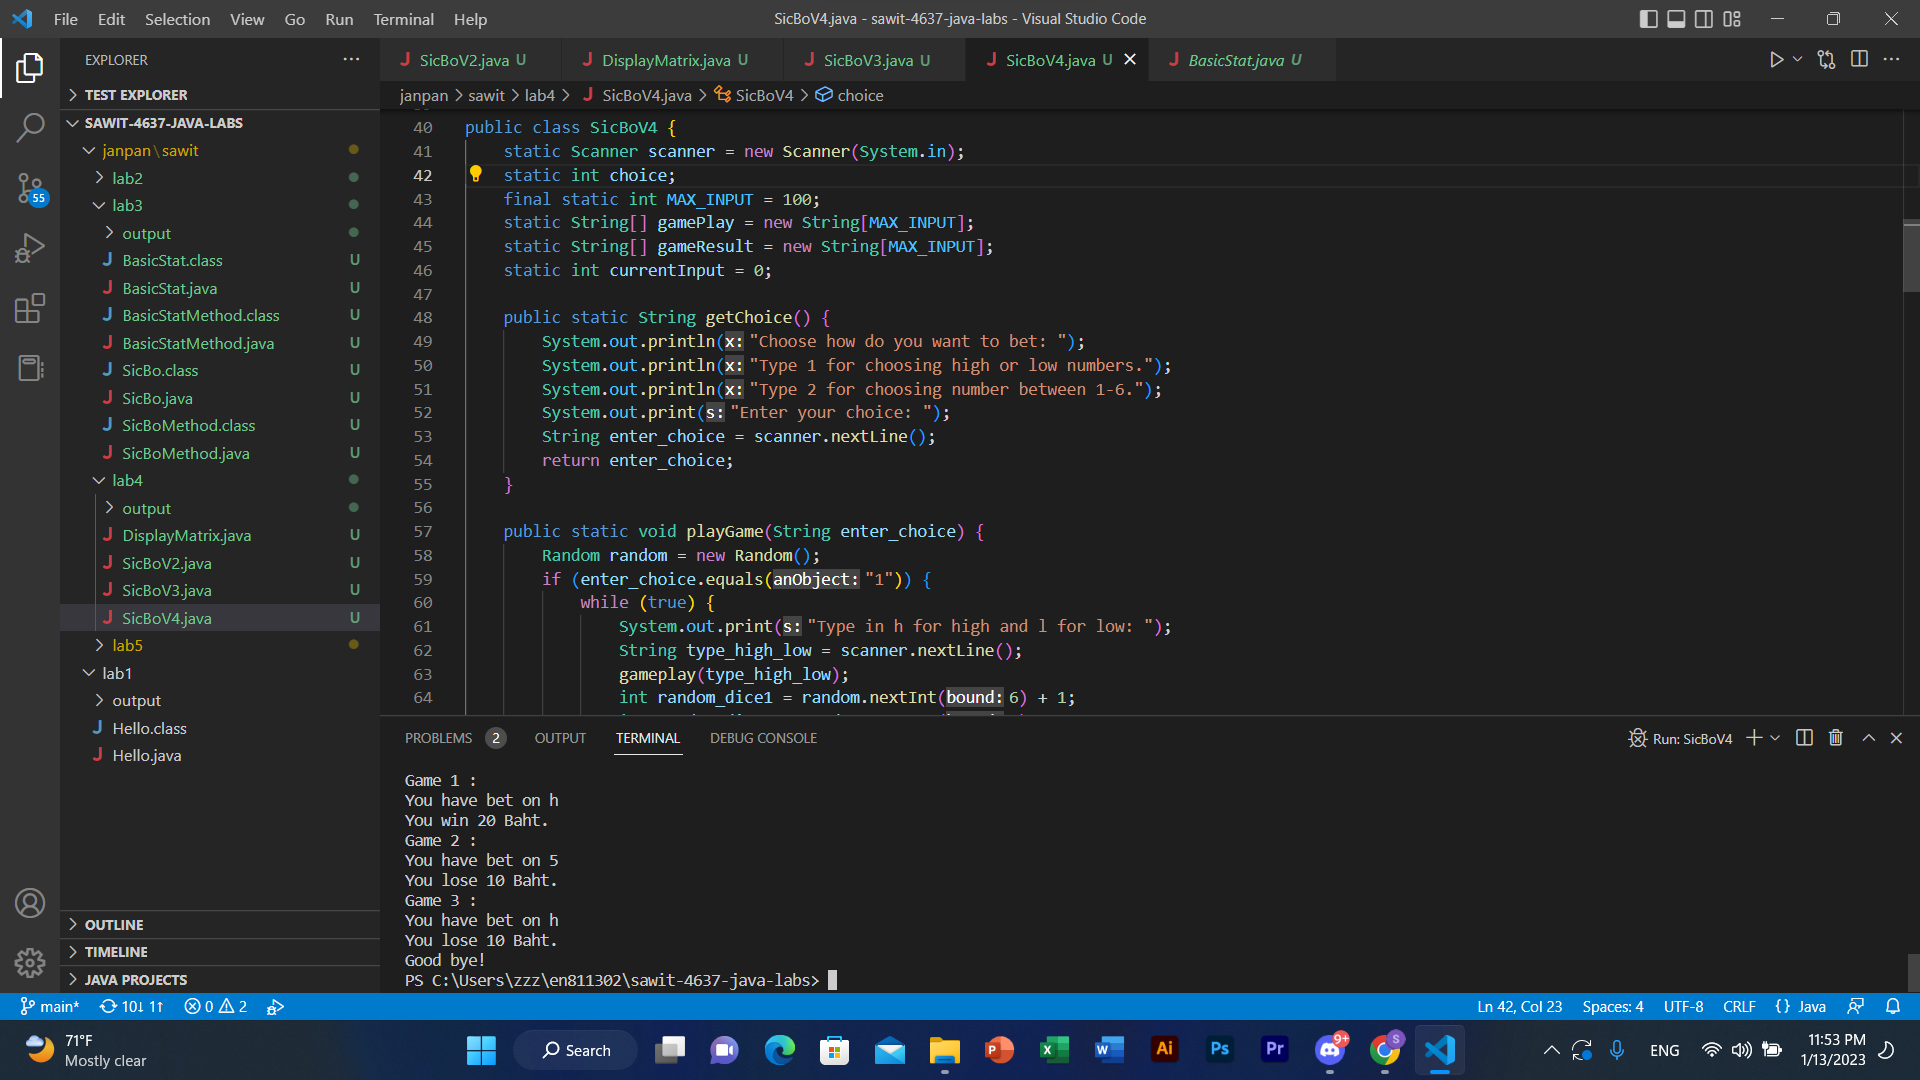 File Edit Selection View Go Run Terminal Help
SicBoV4.java - sawit-4637-java-labs - Visual Studio Code
EXPLORER
TEST EXPLORER
SAWIT-4637-JAVA-LABS
janpan\sawit
lab2
lab3
output
BasicStat.class U
BasicStat.java U
BasicStatMethod.class U
BasicStatMethod.java U
SicBo.class U
SicBo.java U
SicBoMethod.class U
SicBoMethod.java U
lab4
output
DisplayMatrix.java U
SicBoV2.java U
SicBoV3.java U
SicBoV4.java U
lab5
lab1
output
Hello.class
Hello.java
OUTLINE
TIMELINE
JAVA PROJECTS
55
SicBoV2.java U DisplayMatrix.java U SicBoV3.java U SicBoV4.java U BasicStat.java U
janpan > sawit > lab4 > SicBoV4.java > SicBoV4 > choice
40 public class SicBoV4 {
41 static Scanner scanner = new Scanner(System.in);
42 static int choice;
43 final static int MAX_INPUT = 100;
44 static String[] gamePlay = new String[MAX_INPUT];
45 static String[] gameResult = new String[MAX_INPUT];
46 static int currentInput = 0;
47
48 public static String getChoice() {
49 System.out.println(x: "Choose how do you want to bet: ");
50 System.out.println(x: "Type 1 for choosing high or low numbers.");
51 System.out.println(x: "Type 2 for choosing number between 1-6.");
52 System.out.print(s: "Enter your choice: ");
53 String enter_choice = scanner.nextLine();
54 return enter_choice;
55 }
56
57 public static void playGame(String enter_choice) {
58 Random random = new Random();
59 if (enter_choice.equals(anObject: "1")) {
60 while (true) {
61 System.out.print(s: "Type in h for high and l for low: ");
62 String type_high_low = scanner.nextLine();
63 gameplay(type_high_low);
64 int random_dice1 = random.nextInt(bound: 6) + 1;
PROBLEMS 2 OUTPUT TERMINAL DEBUG CONSOLE
Run: SicBoV4
Game 1 :
You have bet on h
You win 20 Baht.
Game 2 :
You have bet on 5
You lose 10 Baht.
Game 3 :
You have bet on h
You lose 10 Baht.
Good bye!
PS C:\Users\zzz\en811302\sawit-4637-java-labs>
main* 10↓ 1↑ 0 2
Ln 42, Col 23 Spaces: 4 UTF-8 CRLF {} Java
71°F
Mostly clear
Search
P X W Ai Ps Pr 9+ S
ENG
11:53 PM
1/13/2023